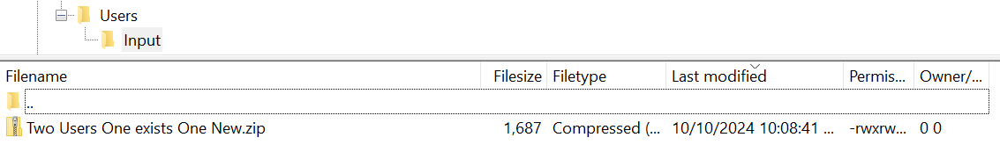 Users
Input
Filename Filesize Filetype Last modified Permis... Owner/...
..
Two Users One exists One New.zip 1,687 Compressed (... 10/10/2024 10:08:41 ... -rwxrw... 0 0